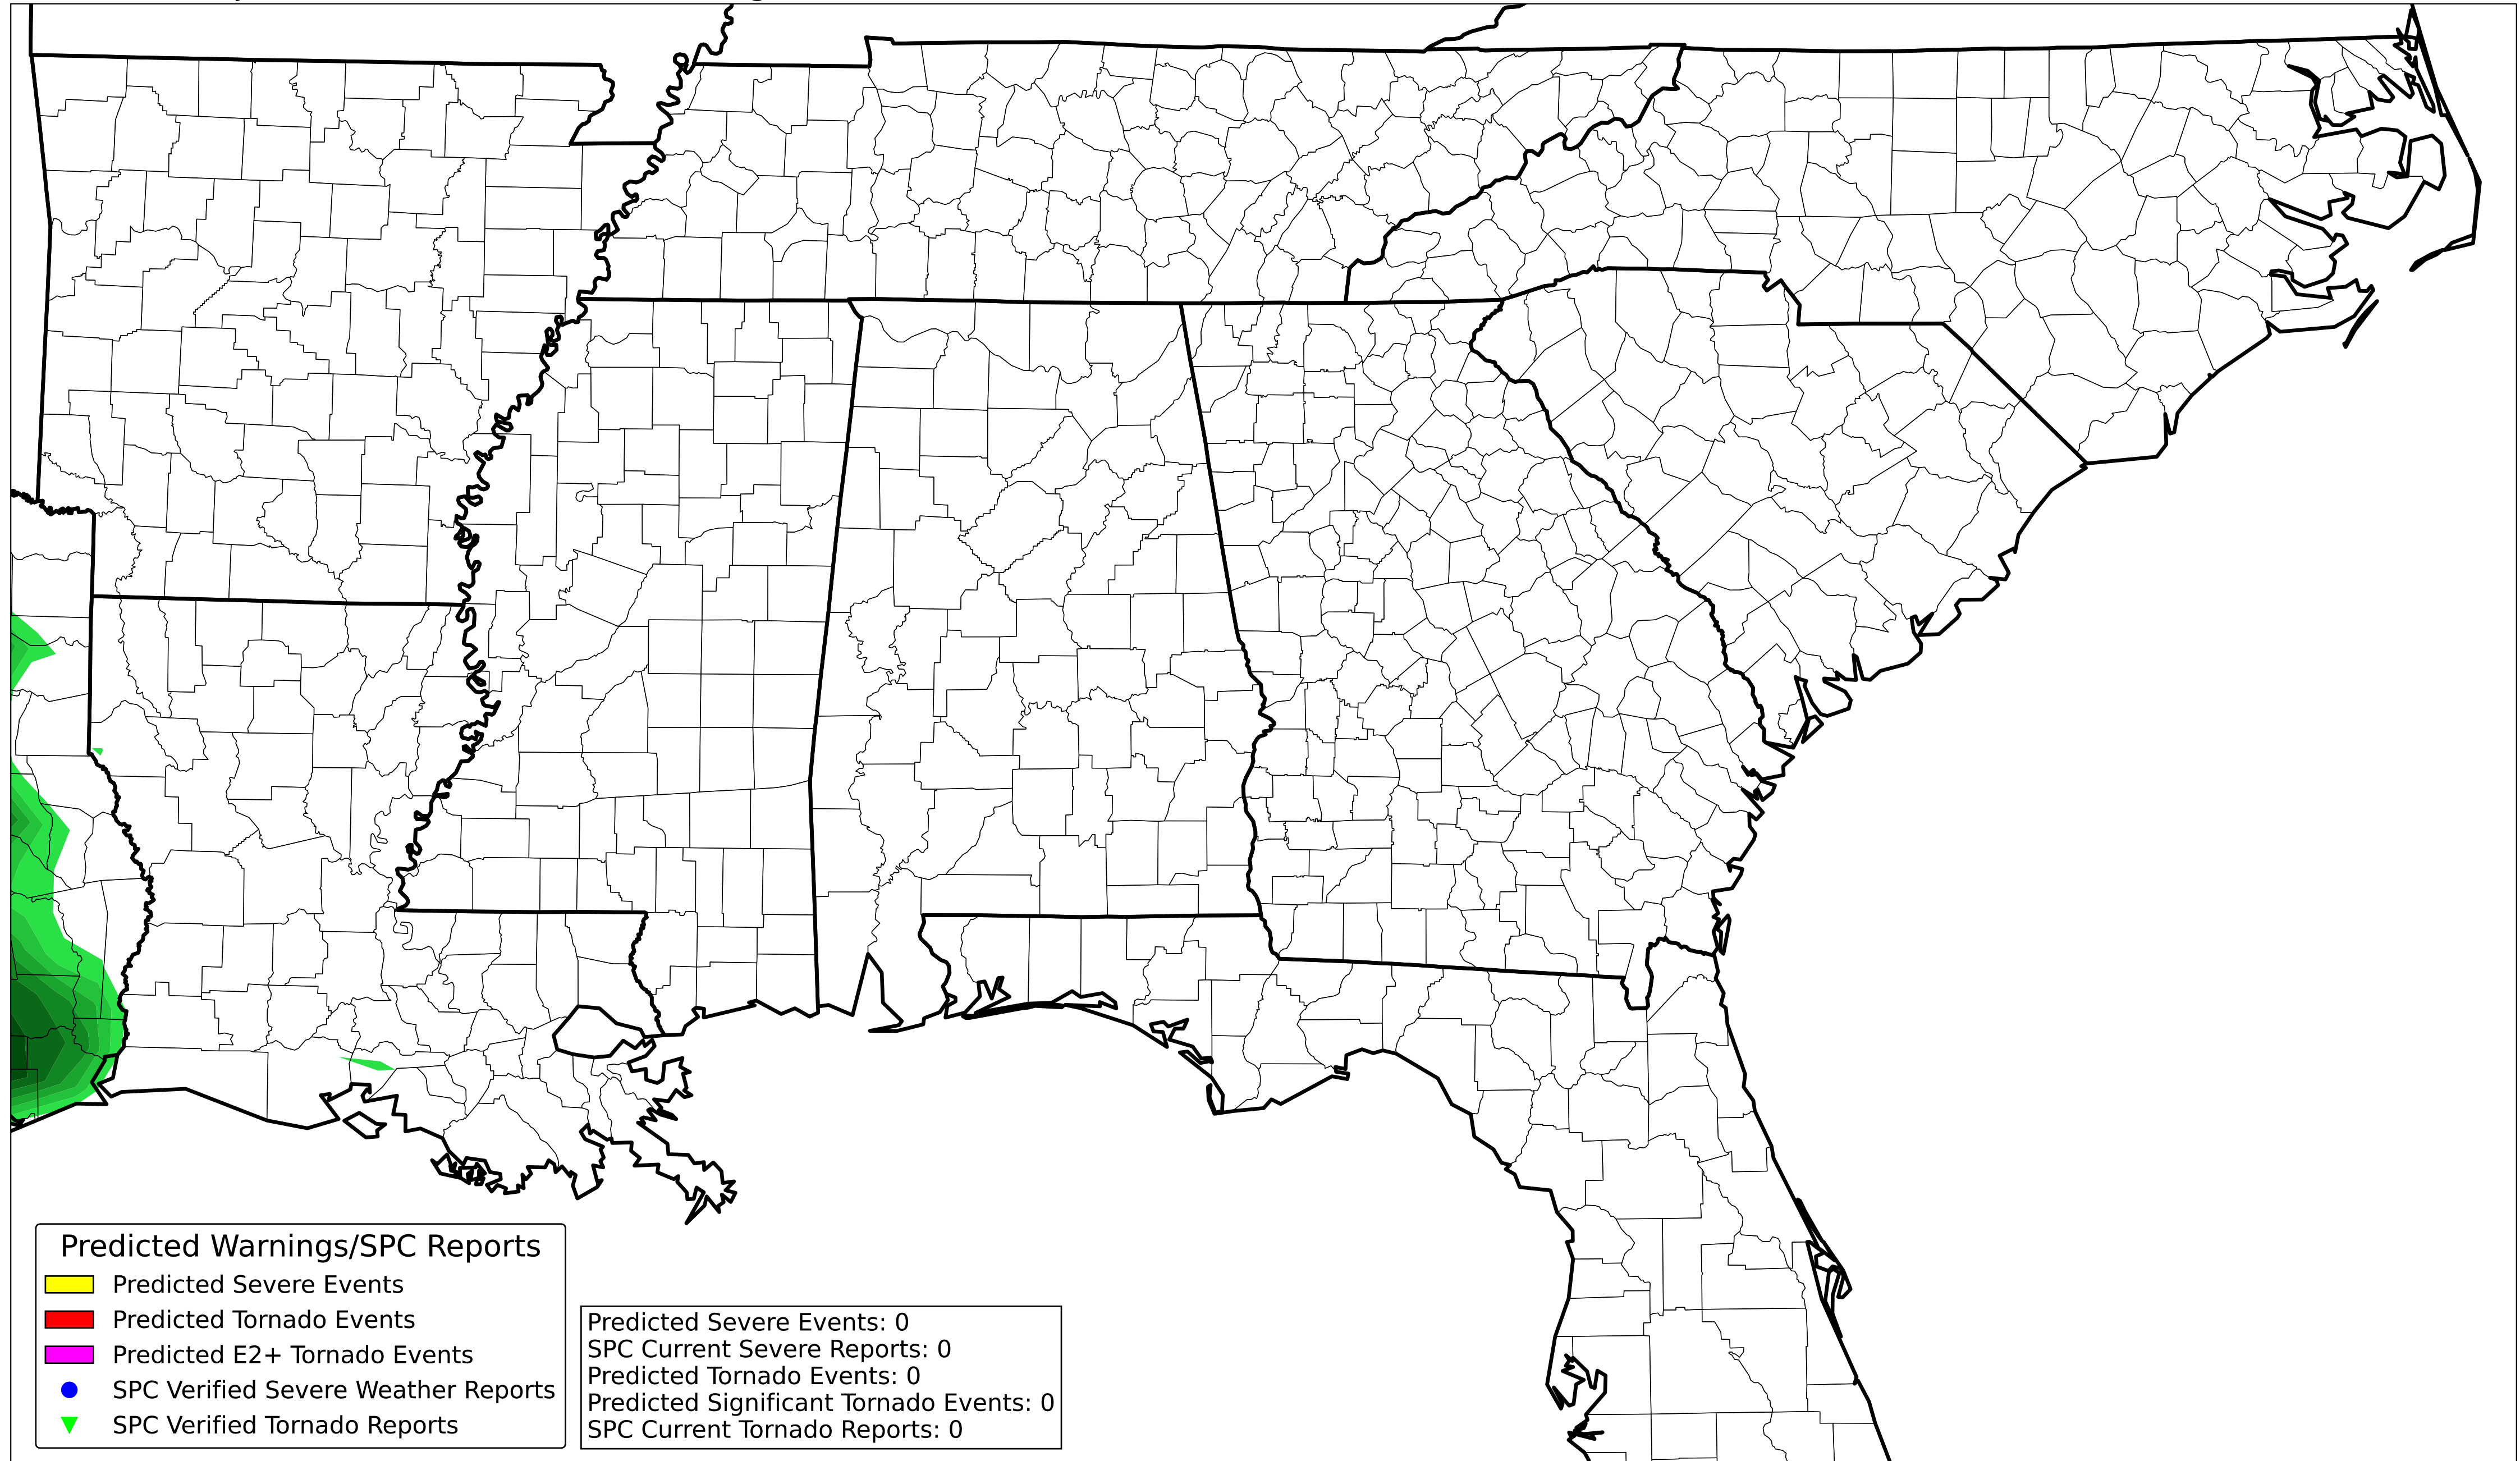 Predicted Warnings/SPC Reports
Predicted Severe Events
Predicted Tornado Events
Predicted E2+ Tornado Events
SPC Verified Severe Weather Reports
SPC Verified Tornado Reports
Predicted Severe Events: 0
SPC Current Severe Reports: 0
Predicted Tornado Events: 0
Predicted Significant Tornado Events: 0
SPC Current Tornado Reports: 0